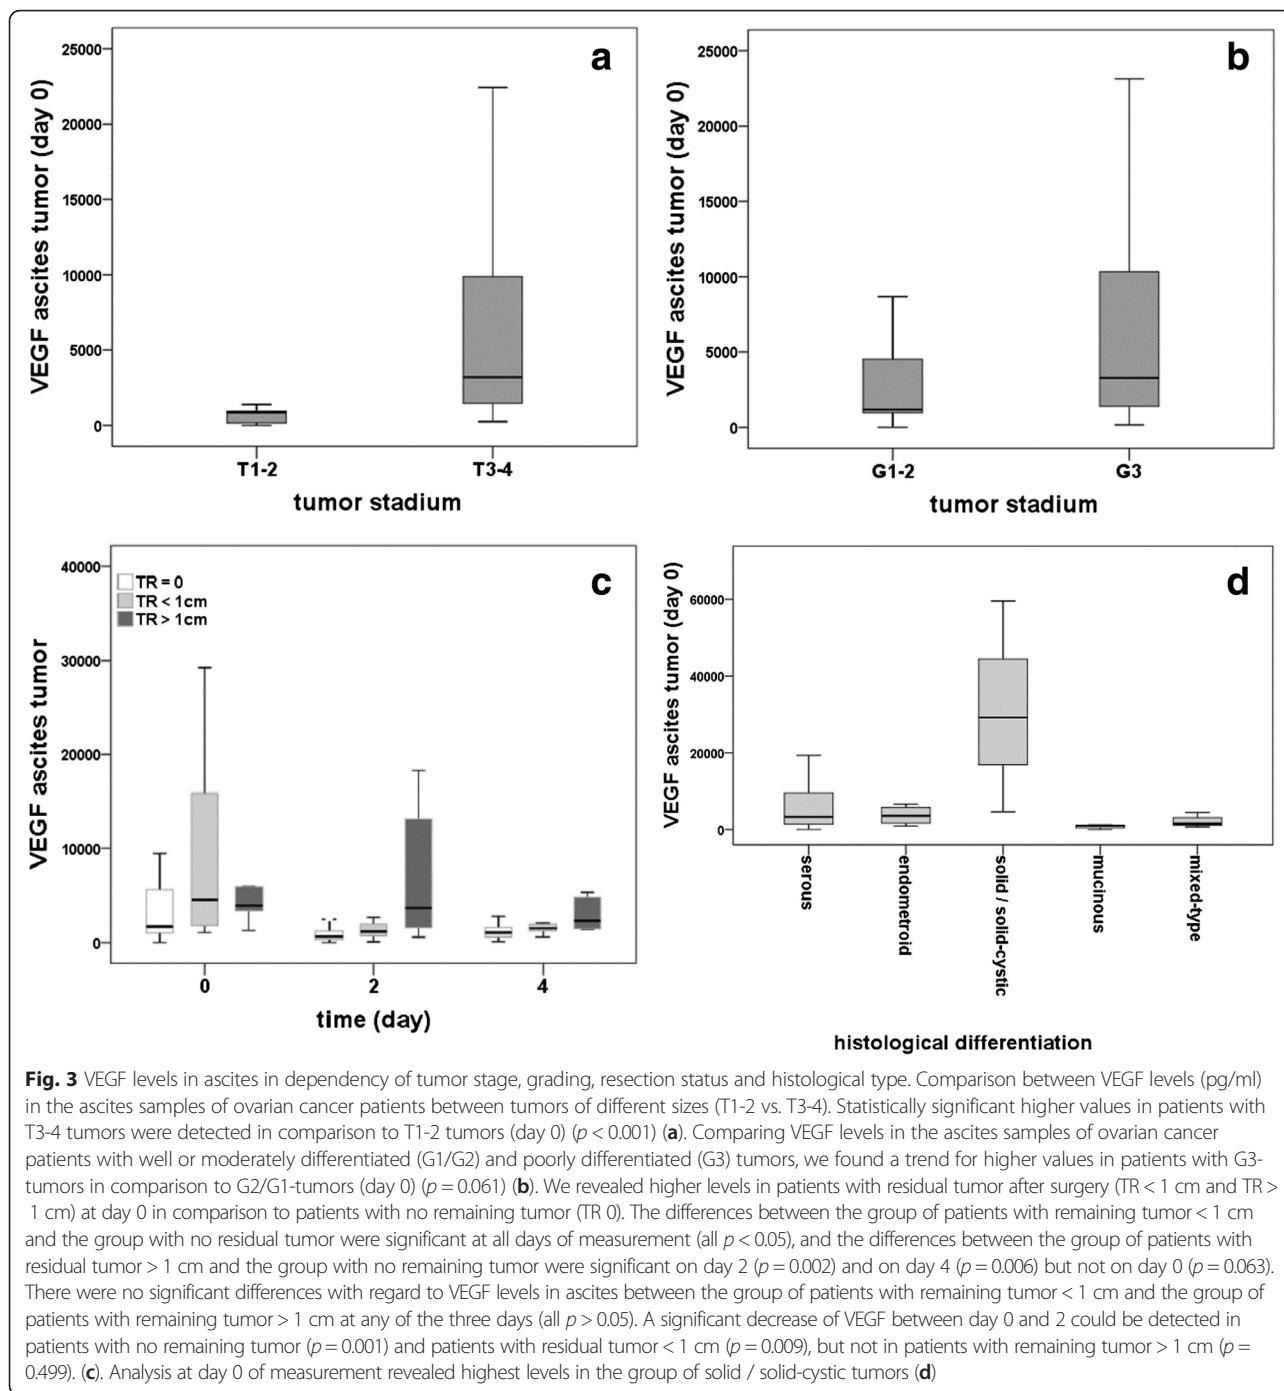 a
VEGF ascites tumor (day 0)
25000
20000
15000
10000
5000
0
T1-2
T3-4
tumor stadium
b
VEGF ascites tumor (day 0)
25000
20000
15000
10000
5000
0
G1-2
G3
tumor stadium
c
TR = 0
TR < 1cm
TR > 1cm
VEGF ascites tumor
40000
30000
20000
10000
0
0
2
4
time (day)
d
VEGF ascites tumor (day 0)
60000
40000
20000
0
serous
endometroid
solid / solid-cystic
mucinous
mixed-type
histological differentiation
Fig. 3 VEGF levels in ascites in dependency of tumor stage, grading, resection status and histological type. Comparison between VEGF levels (pg/ml)
in the ascites samples of ovarian cancer patients between tumors of different sizes (T1-2 vs. T3-4). Statistically significant higher values in patients with
T3-4 tumors were detected in comparison to T1-2 tumors (day 0) (p < 0.001) (a). Comparing VEGF levels in the ascites samples of ovarian cancer
patients with well or moderately differentiated (G1/G2) and poorly differentiated (G3) tumors, we found a trend for higher values in patients with G3-
tumors in comparison to G2/G1-tumors (day 0) (p = 0.061) (b). We revealed higher levels in patients with residual tumor after surgery (TR < 1 cm and TR >
1 cm) at day 0 in comparison to patients with no remaining tumor (TR 0). The differences between the group of patients with remaining tumor < 1 cm
and the group with no residual tumor were significant at all days of measurement (all p < 0.05), and the differences between the group of patients with
residual tumor > 1 cm and the group with no remaining tumor were significant on day 2 (p = 0.002) and on day 4 (p = 0.006) but not on day 0 (p = 0.063).
There were no significant differences with regard to VEGF levels in ascites between the group of patients with remaining tumor < 1 cm and the group of
patients with remaining tumor > 1 cm at any of the three days (all p > 0.05). A significant decrease of VEGF between day 0 and 2 could be detected in
patients with no remaining tumor (p = 0.001) and patients with residual tumor < 1 cm (p = 0.009), but not in patients with remaining tumor > 1 cm (p =
0.499). (c). Analysis at day 0 of measurement revealed highest levels in the group of solid / solid-cystic tumors (d)